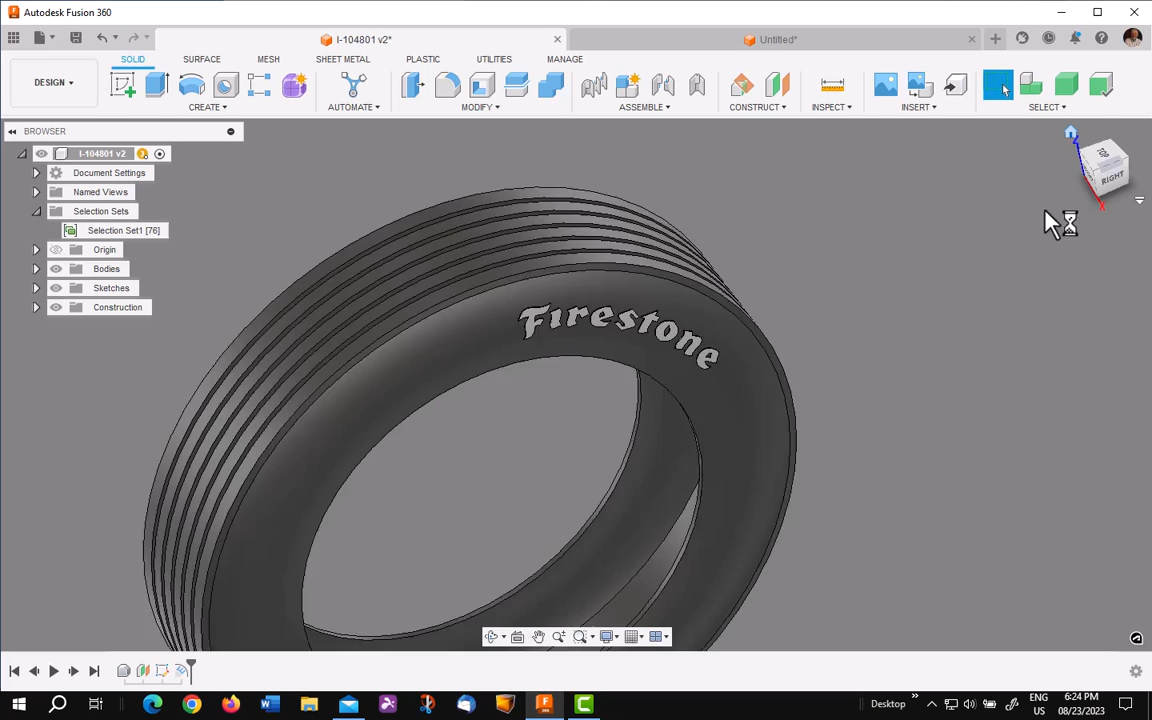 Autodesk Fusion 360
I-104801 v2*
Untitled*
SOLID
SURFACE
MESH
SHEET METAL
PLASTIC
UTILITIES
MANAGE
DESIGN
CREATE
AUTOMATE
MODIFY
ASSEMBLE
CONSTRUCT
INSPECT
INSERT
SELECT
BROWSER
I-104801 v2
Document Settings
Named Views
Selection Sets
Selection Set1 [76]
Origin
Bodies
Sketches
Construction
Firestone
TOP
RIGHT
Z
X
Desktop
ENG
US
6:24 PM
08/23/2023